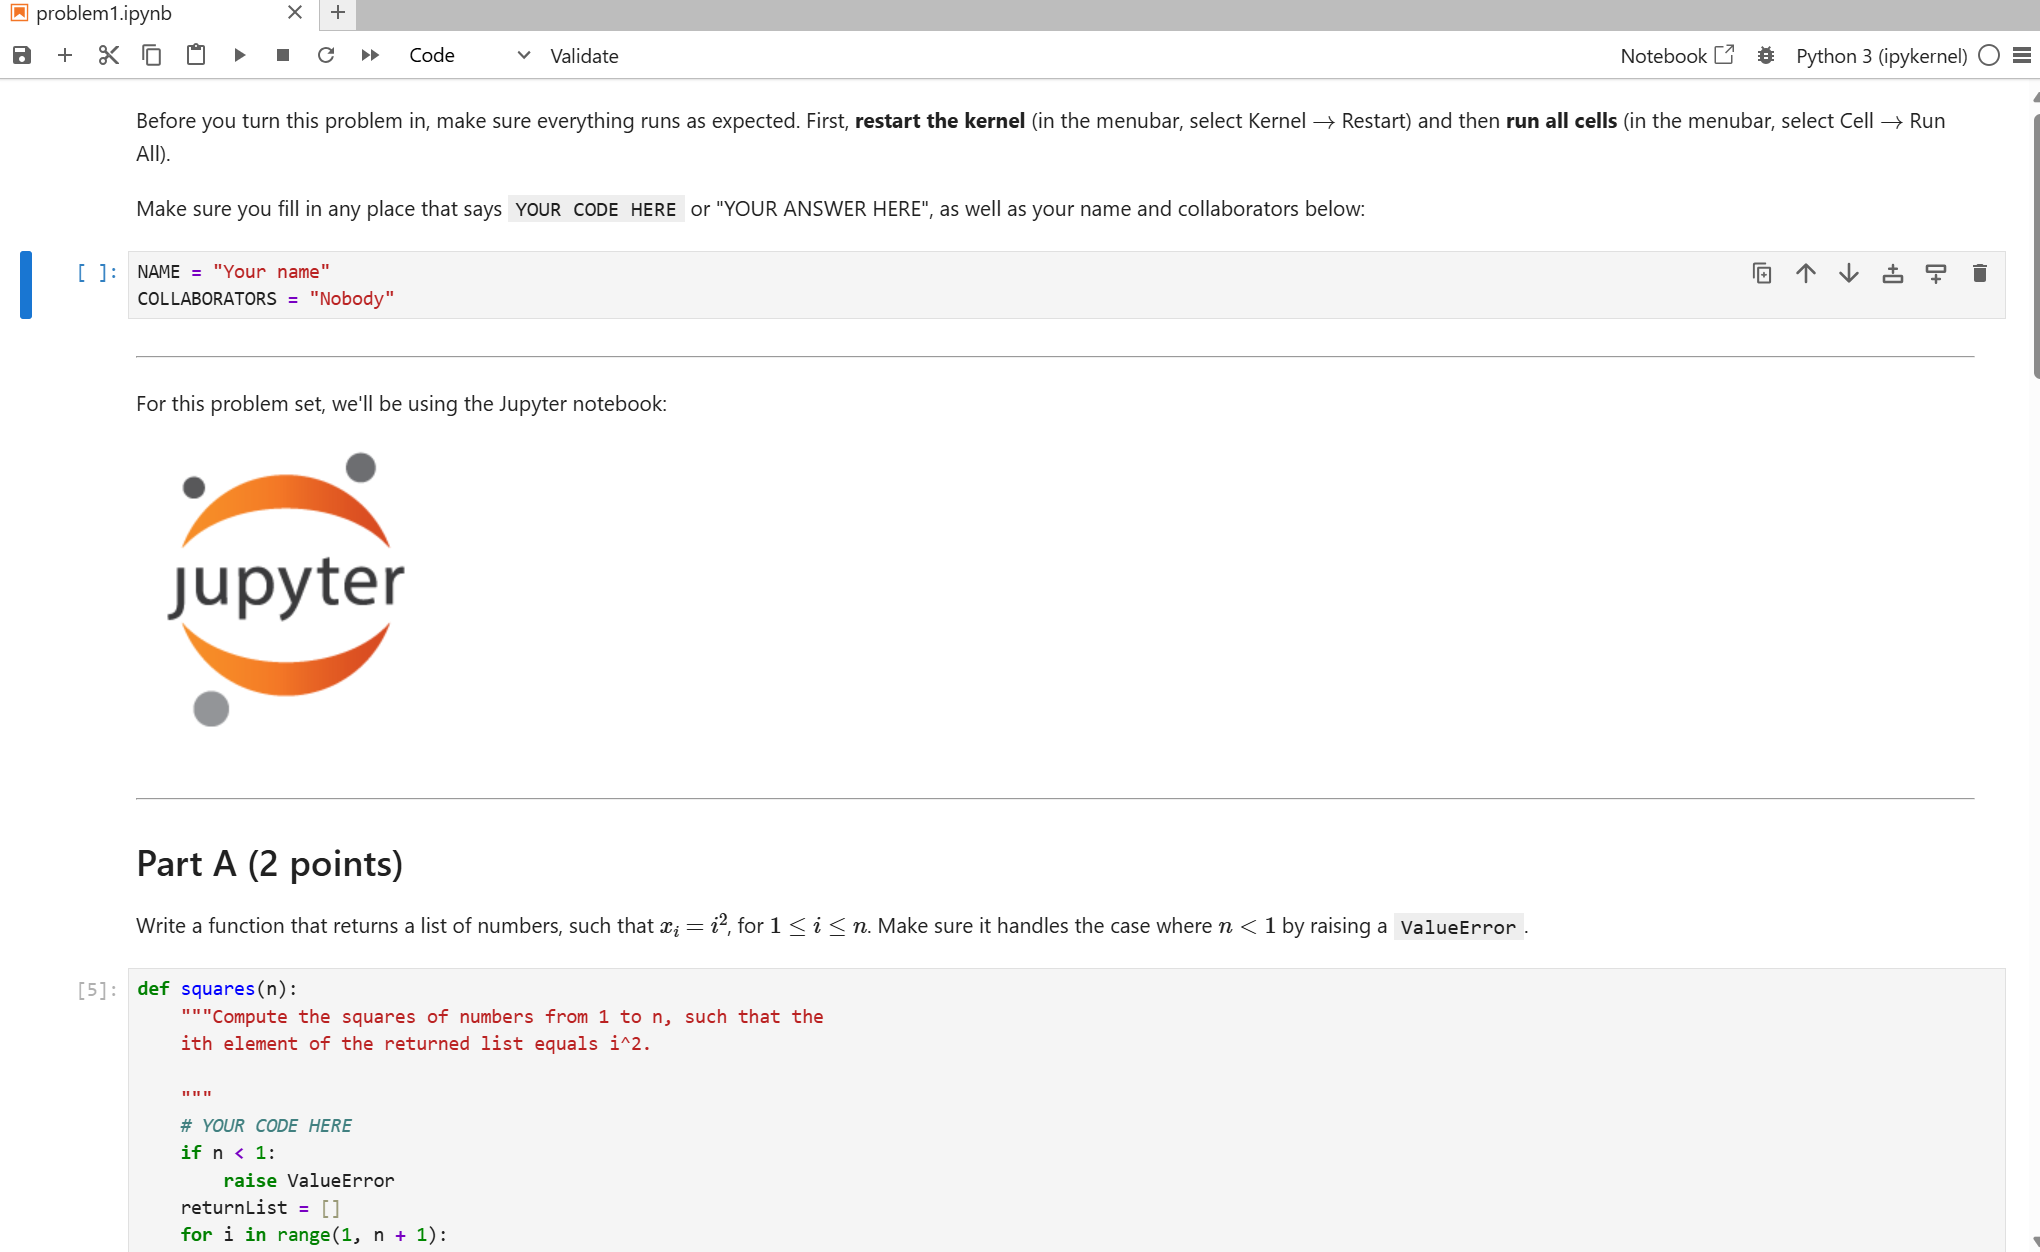 problem1.ipynb
Code Validate Notebook Python 3 (ipykernel)
Before you turn this problem in, make sure everything runs as expected. First, restart the kernel (in the menubar, select Kernel → Restart) and then run all cells (in the menubar, select Cell → Run
All).
Make sure you fill in any place that says YOUR CODE HERE or "YOUR ANSWER HERE", as well as your name and collaborators below:
[ ]: NAME = "Your name"
COLLABORATORS = "Nobody"
For this problem set, we'll be using the Jupyter notebook:
jupyter
Part A (2 points)
Write a function that returns a list of numbers, such that xᵢ = i², for 1 ≤ i ≤ n. Make sure it handles the case where n < 1 by raising a ValueError.
[5]: def squares(n):
    """Compute the squares of numbers from 1 to n, such that the
    ith element of the returned list equals i^2.
    """
    # YOUR CODE HERE
    if n < 1:
        raise ValueError
    returnList = []
    for i in range(1, n + 1):